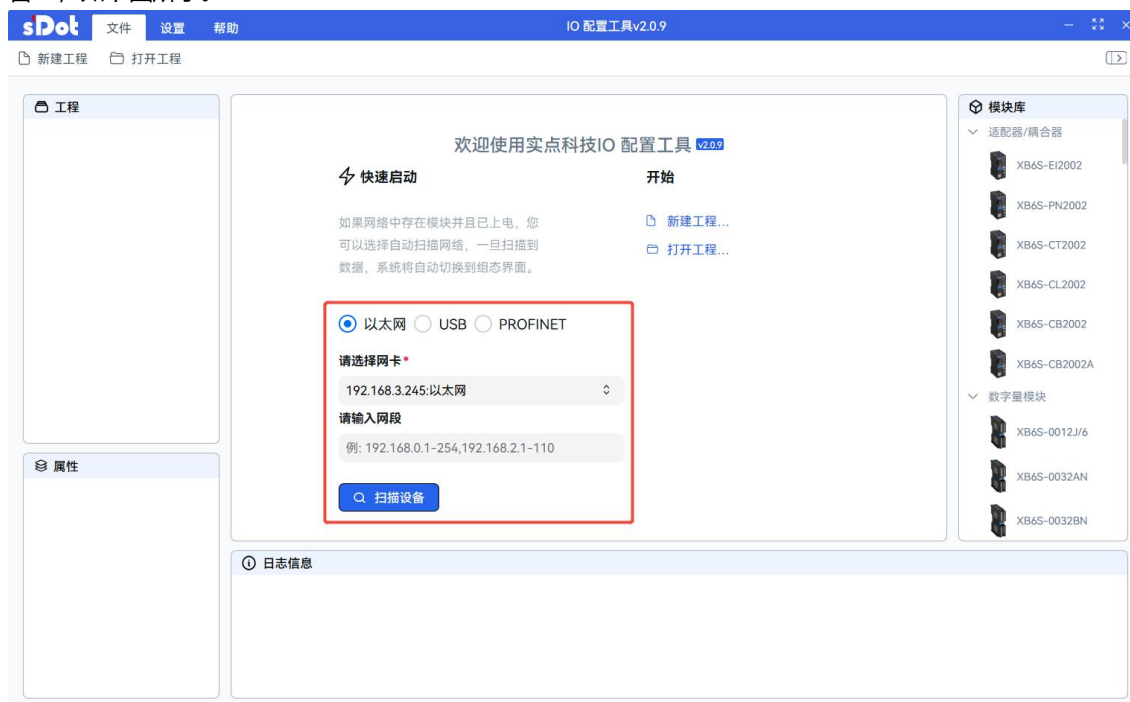 sDot 文件 设置 帮助 IO 配置工具v2.0.9
新建工程 打开工程
工程
欢迎使用实点科技IO 配置工具 v2.0.9
快速启动
如果网络中存在模块并且已上电，您
可以选择自动扫描网络，一旦扫描到
数据，系统将自动切换到组态界面。
开始
新建工程...
打开工程...
以太网 USB PROFINET
请选择网卡*
192.168.3.245:以太网
请输入网段
例: 192.168.0.1-254,192.168.2.1-110
扫描设备
模块库
适配器/耦合器
XB6S-EI2002
XB6S-PN2002
XB6S-CT2002
XB6S-CL2002
XB6S-CB2002
XB6S-CB2002A
数字量模块
XB6S-0012J/6
XB6S-0032AN
XB6S-0032BN
属性
日志信息